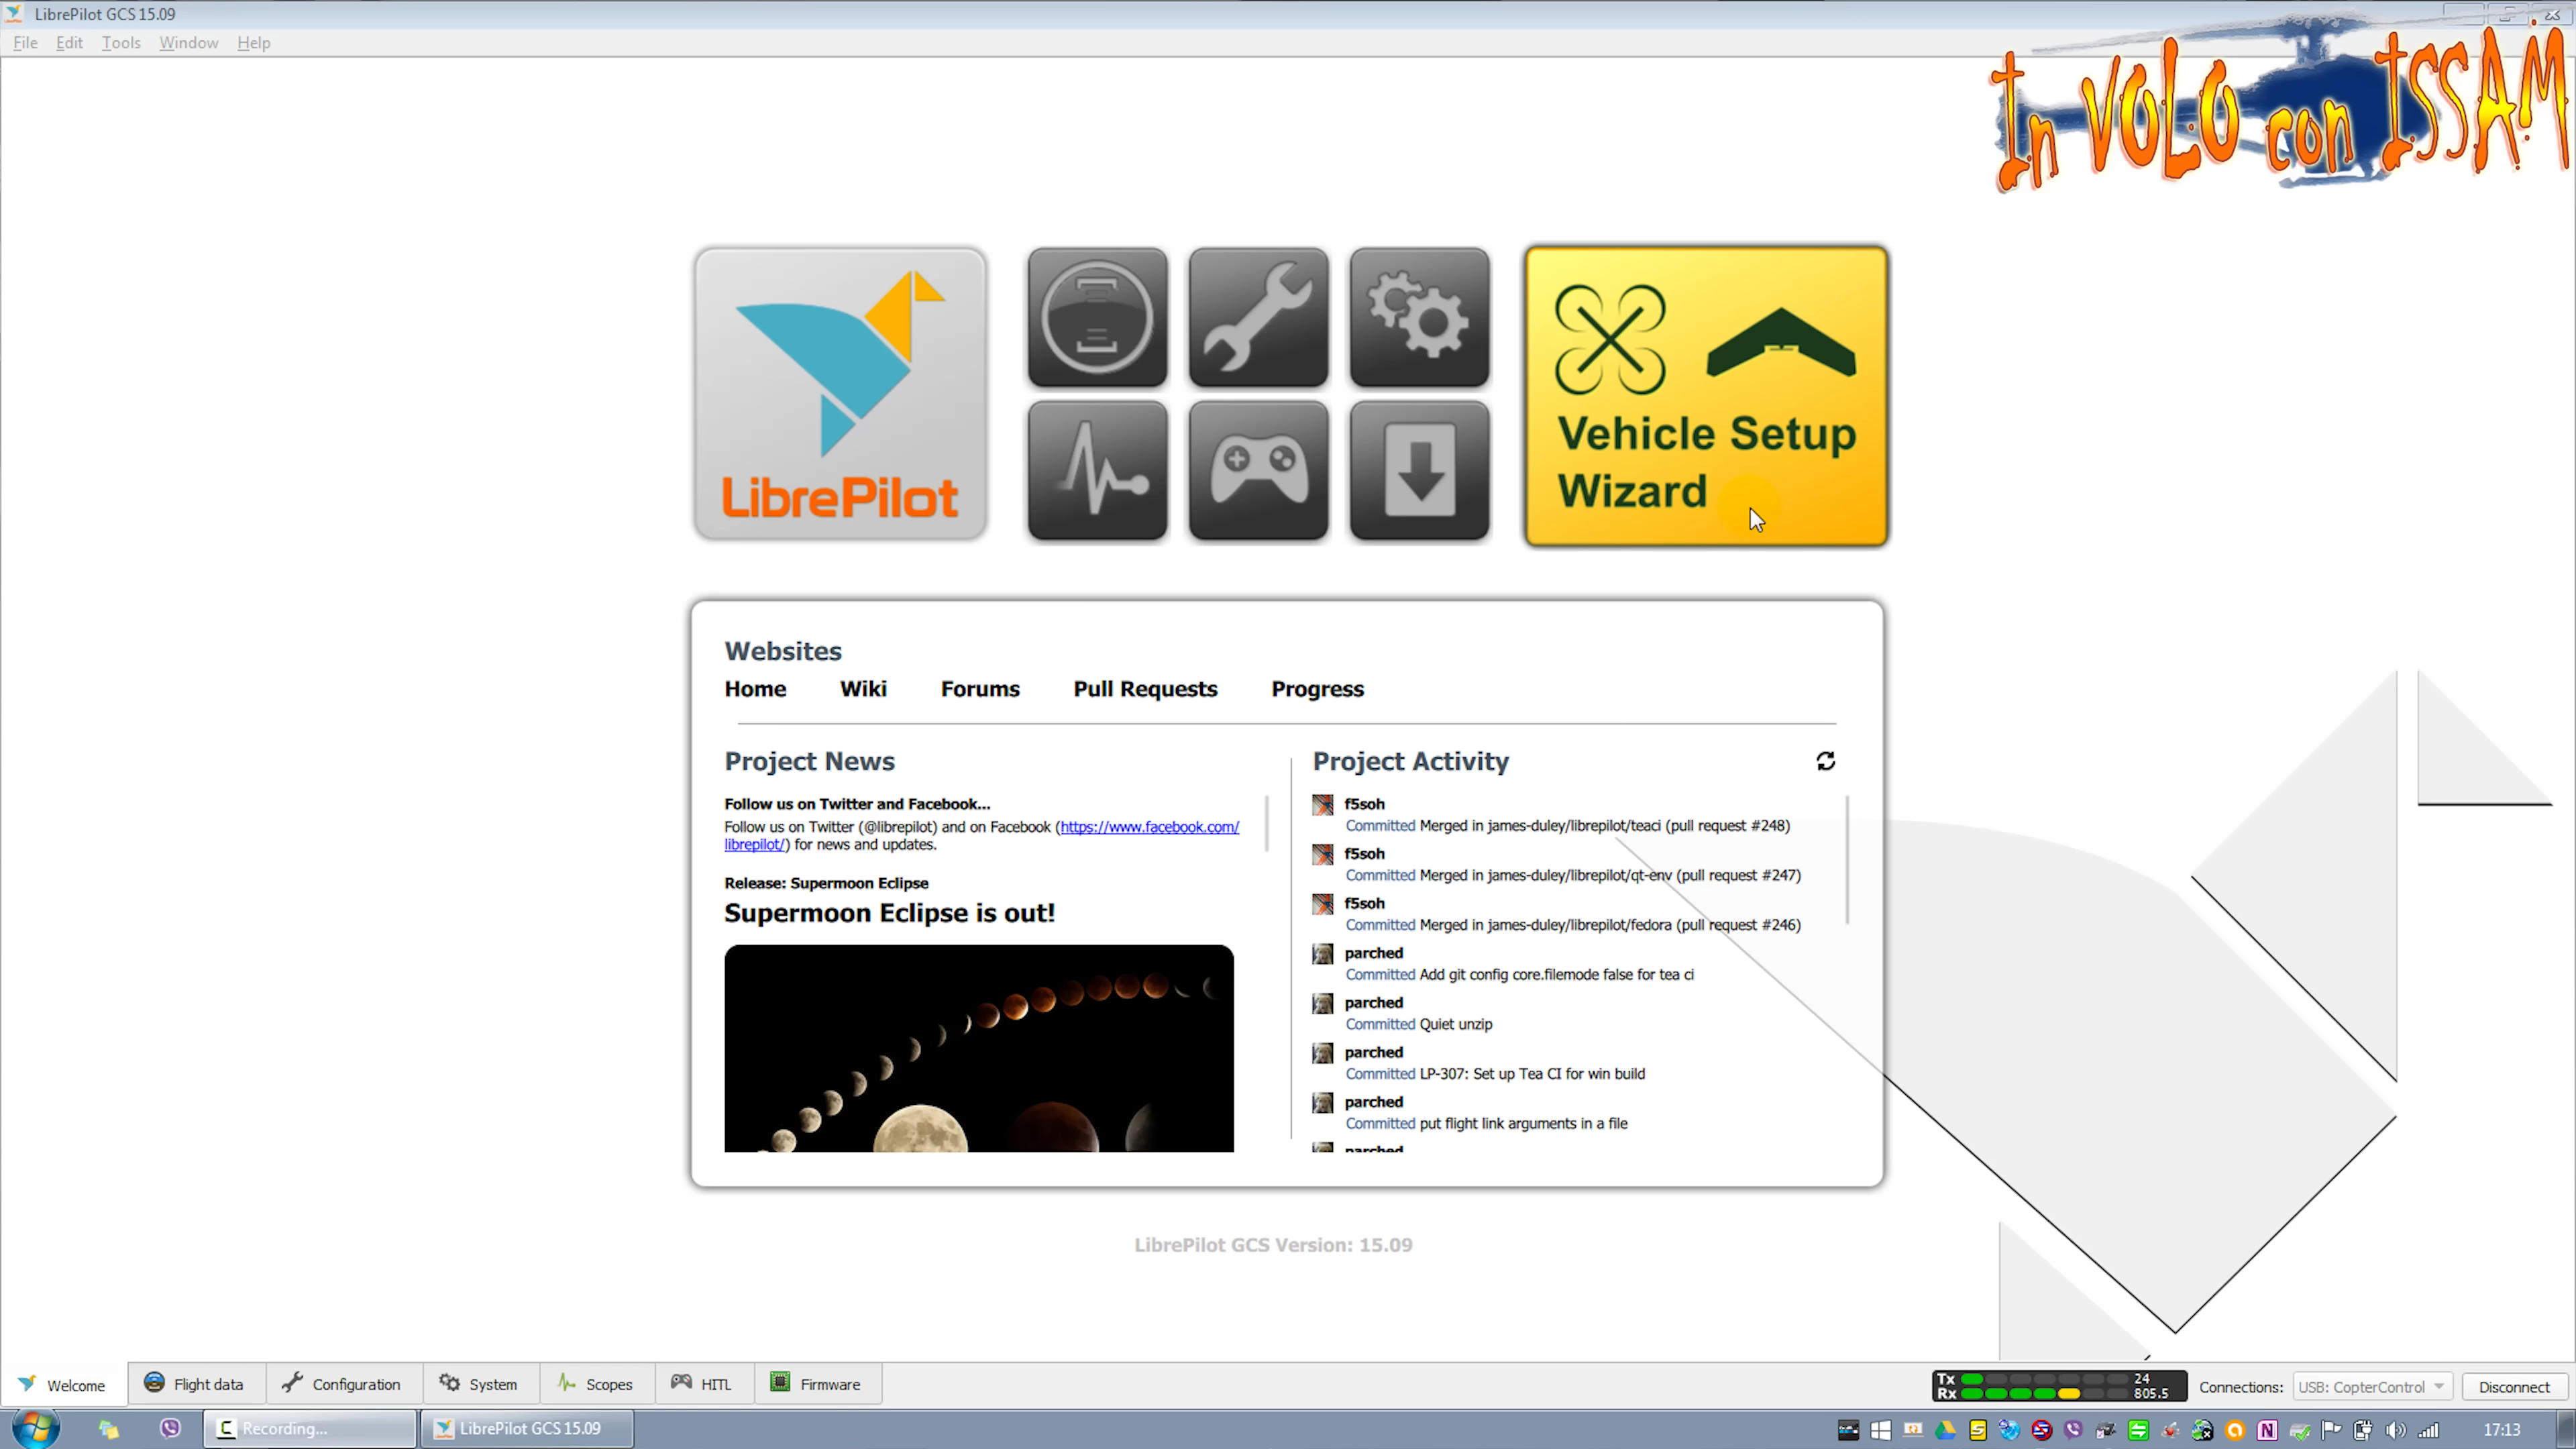 LibrePilot GCS 15.09
File Edit Tools Window Help
In VOLO con ISSAM
LibrePilot
Vehicle Setup
Wizard
Websites
Home Wiki Forums Pull Requests Progress
Project News
Follow us on Twitter and Facebook...
Follow us on Twitter (@librepilot) and on Facebook (https://www.facebook.com/
librepilot/) for news and updates.
Release: Supermoon Eclipse
Supermoon Eclipse is out!
Project Activity
f5soh
Committed Merged in james-duley/librepilot/teaci (pull request #248)
f5soh
Committed Merged in james-duley/librepilot/qt-env (pull request #247)
f5soh
Committed Merged in james-duley/librepilot/fedora (pull request #246)
parched
Committed Add git config core.filemode false for tea ci
parched
Committed Quiet unzip
parched
Committed LP-307: Set up Tea CI for win build
parched
Committed put flight link arguments in a file
parched
LibrePilot GCS Version: 15.09
Welcome Flight data Configuration System Scopes HITL Firmware
Tx 24
Rx 805.5
Connections: USB: CopterControl Disconnect
Recording... LibrePilot GCS 15.09 17:13